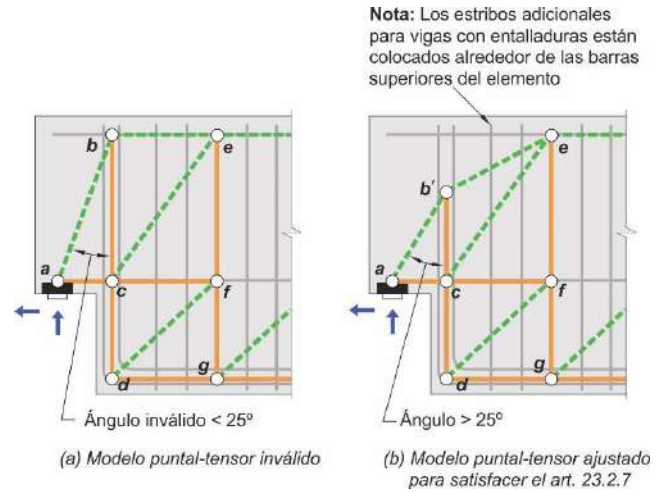 Nota: Los estribos adicionales
para vigas con entalladuras están
colocados alrededor de las barras
superiores del elemento
b
e
a
c
f
d
g
Ángulo inválido < 25º
(a) Modelo puntal-tensor inválido
e
b'
a
c
f
d
g
Ángulo > 25º
(b) Modelo puntal-tensor ajustado
para satisfacer el art. 23.2.7